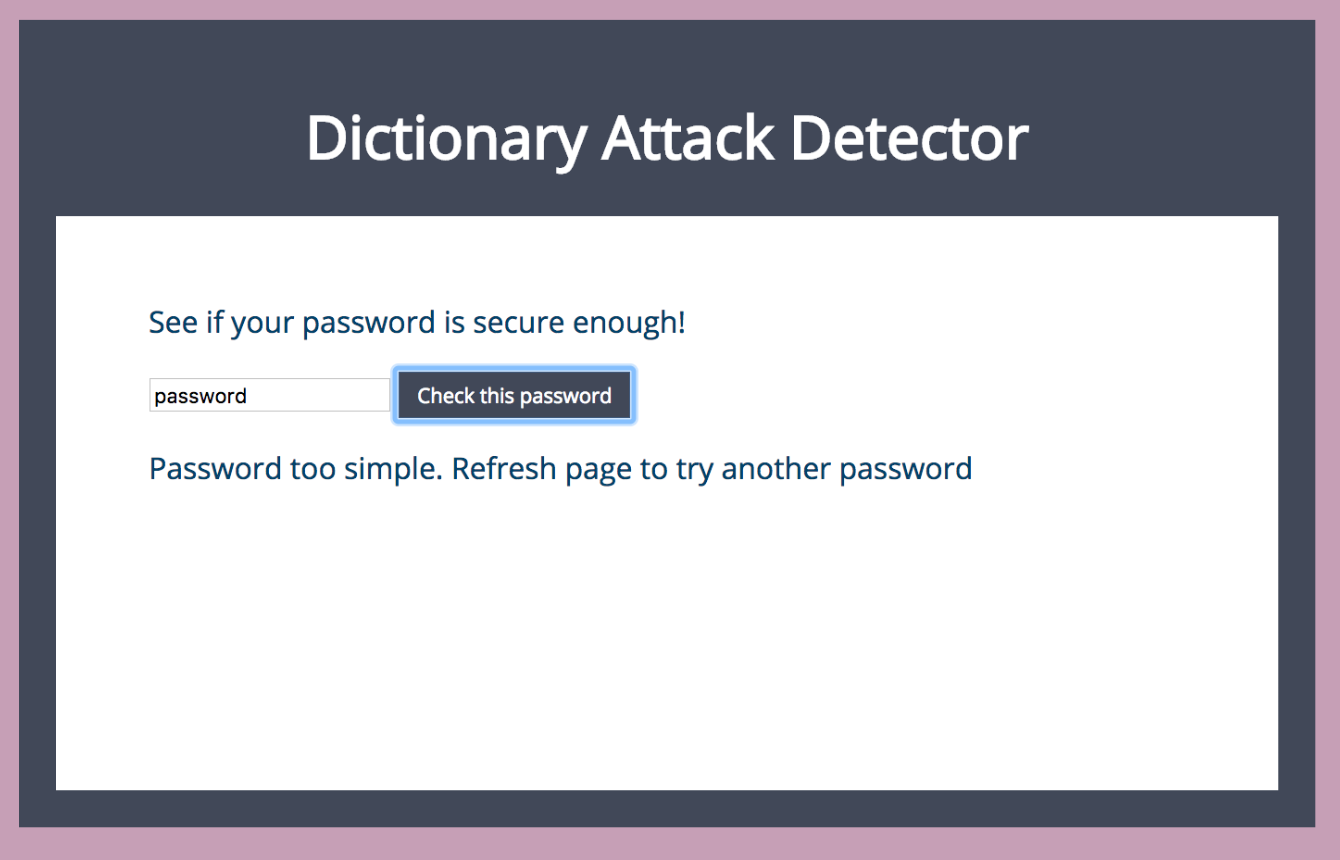 Dictionary Attack Detector
See if your password is secure enough!
password Check this password
Password too simple. Refresh page to try another password